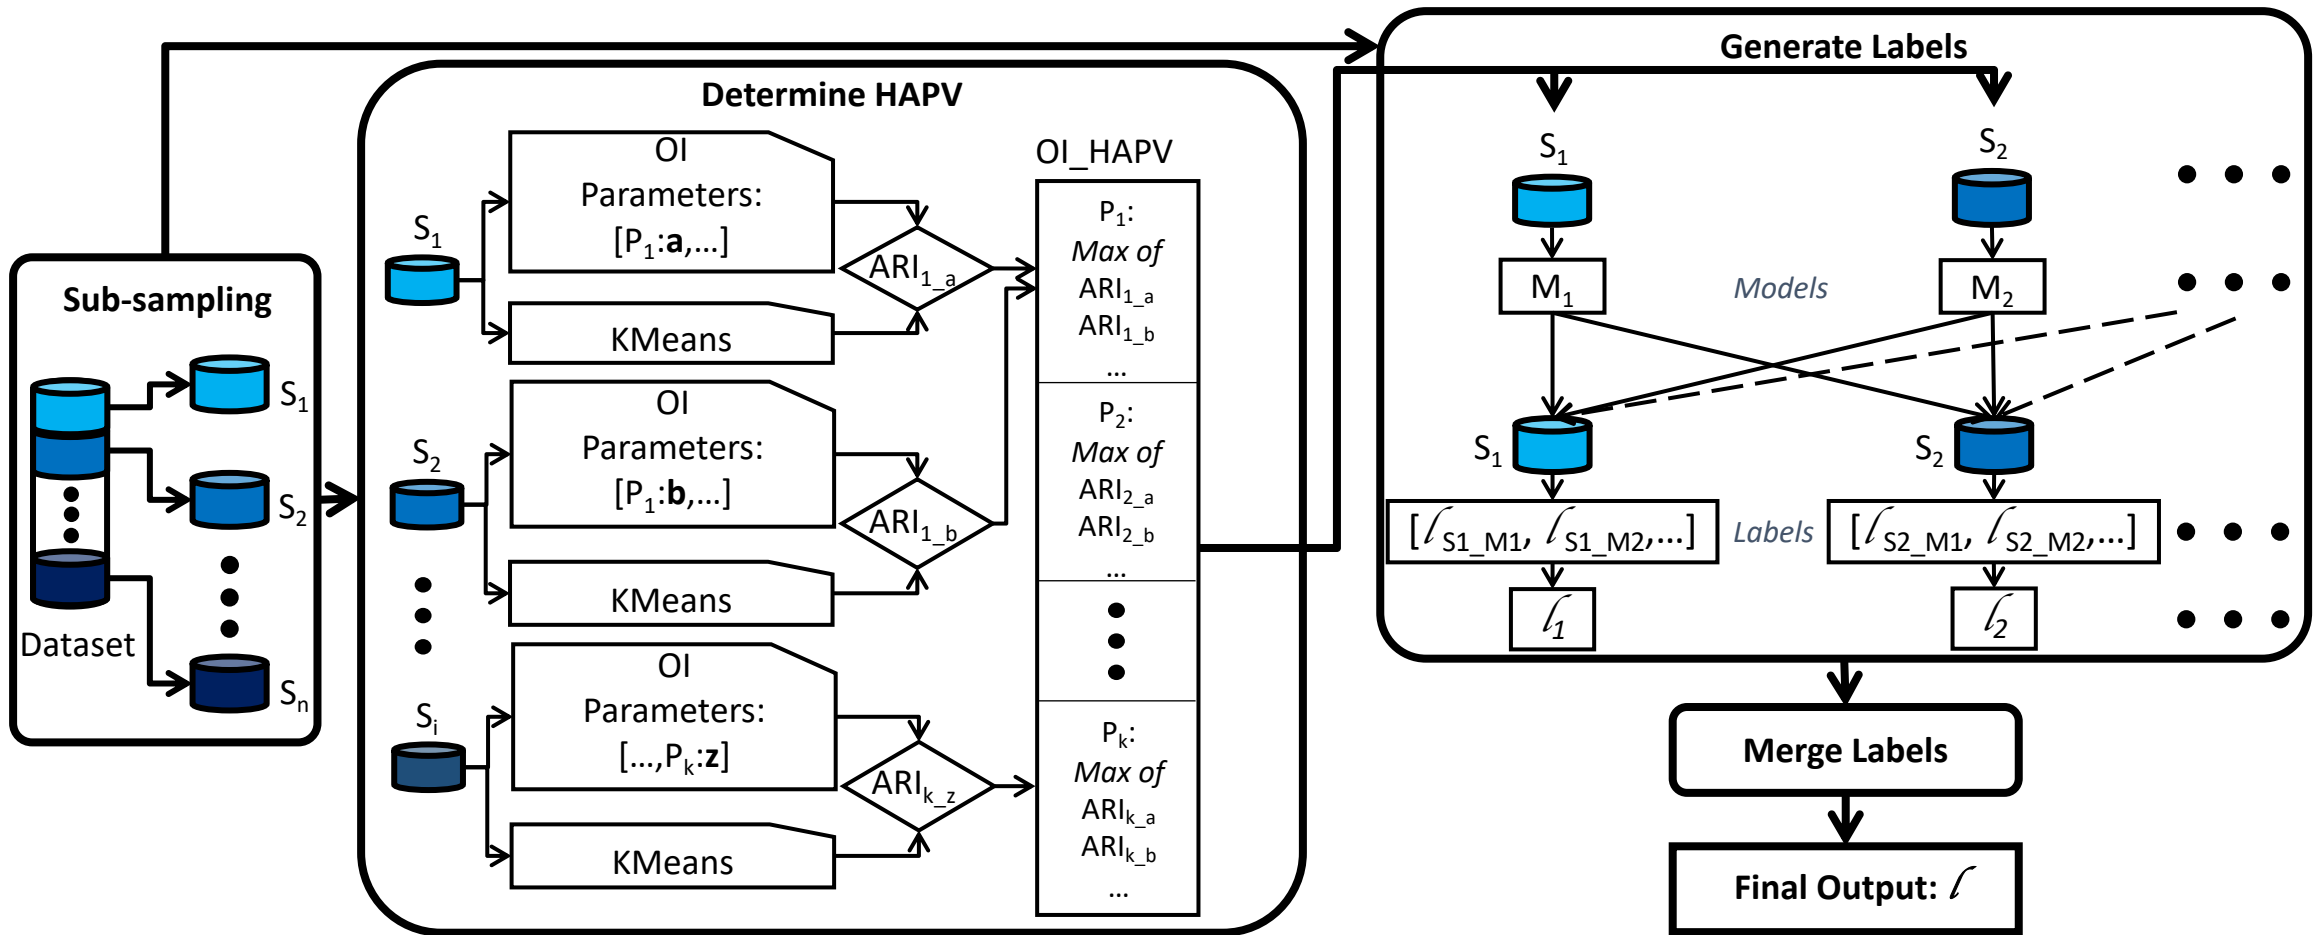 Sub-sampling
S1
S2
Sn
Dataset
Determine HAPV
S1
OI
Parameters:
[P1:a,...]
KMeans
ARI1_a
S2
OI
Parameters:
[P1:b,...]
KMeans
ARI1_b
Si
OI
Parameters:
[...,Pk:z]
KMeans
ARIk_z
OI_HAPV
P1:
Max of
ARI1_a
ARI1_b
...
P2:
Max of
ARI2_a
ARI2_b
...
Pk:
Max of
ARIk_a
ARIk_b
...
Generate Labels
S1
S2
M1
Models
M2
S1
S2
[lS1_M1, lS1_M2,...]
Labels
[lS2_M1, lS2_M2,...]
l1
l2
Merge Labels
Final Output: l